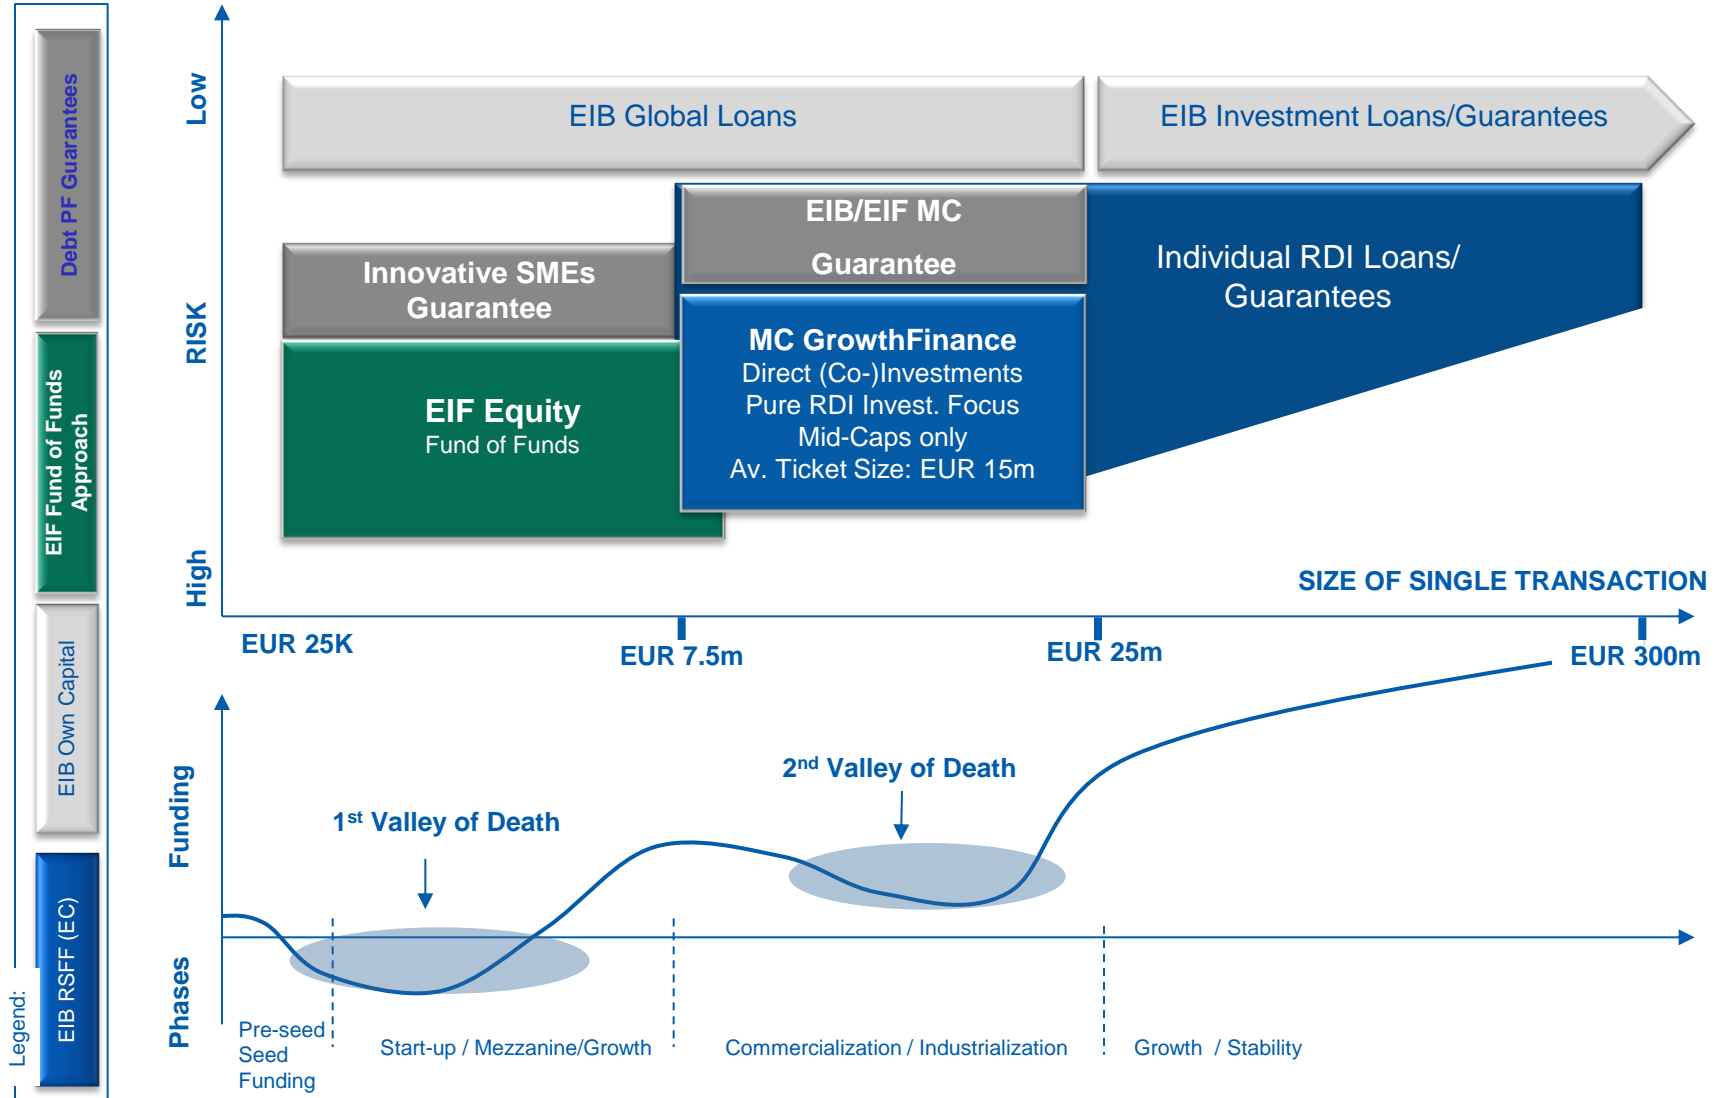 Legend:
Debt PF Guarantees
EIF Fund of Funds
Approach
EIB Own Capital
EIB RSFF (EC)
Low
RISK
High
EIB Global Loans
EIB Investment Loans/Guarantees
EIB/EIF MC
Guarantee
Innovative SMEs
Guarantee
Individual RDI Loans/
Guarantees
MC GrowthFinance
Direct (Co-)Investments
Pure RDI Invest. Focus
Mid-Caps only
Av. Ticket Size: EUR 15m
EIF Equity
Fund of Funds
SIZE OF SINGLE TRANSACTION
EUR 25K
EUR 7.5m
EUR 25m
EUR 300m
Funding
Phases
1st Valley of Death
2nd Valley of Death
Pre-seed
Seed
Funding
Start-up / Mezzanine/Growth
Commercialization / Industrialization
Growth / Stability